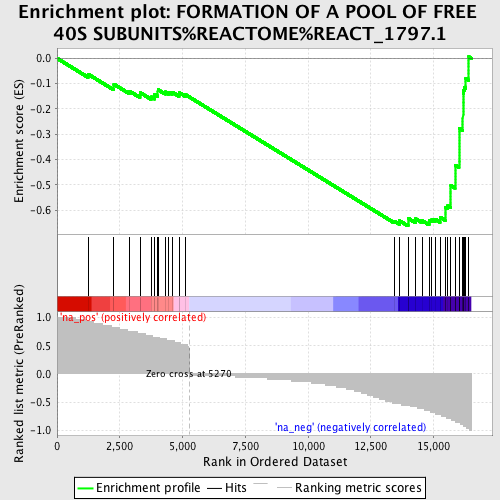 Enrichment plot: FORMATION OF A POOL OF FREE
40S SUBUNITS%REACTOME%REACT_1797.1
Enrichment score (ES)
0.0
-0.1
-0.2
-0.3
-0.4
-0.5
-0.6
Ranked list metric (PreRanked)
1.0
0.5
0.0
-0.5
-1.0
'na_pos' (positively correlated)
Zero cross at 5270
'na_neg' (negatively correlated)
0
2,500
5,000
7,500
10,000
12,500
15,000
Rank in Ordered Dataset
Enrichment profile
Hits
Ranking metric scores